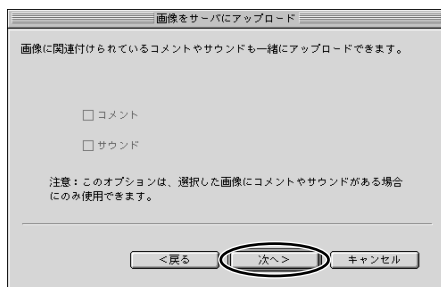 画像をサーバにアップロード
画像に関連付けられているコメントやサウンドも一緒にアップロードできます。
コメント
サウンド
注意：このオプションは、選択した画像にコメントやサウンドがある場合
にのみ使用できます。
<戻る 次へ> キャンセル